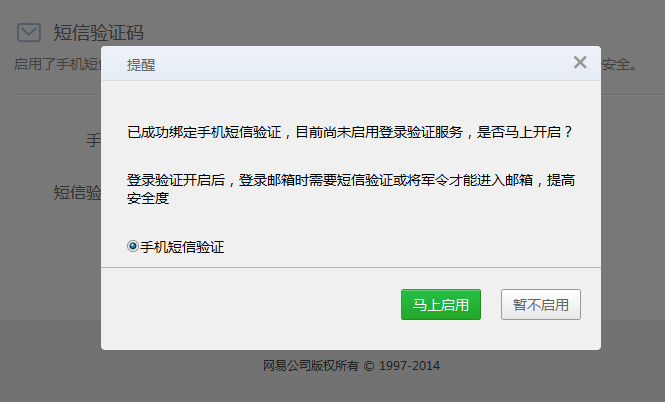 短信验证码
启用了手机短信
安全。
提醒
已成功绑定手机短信验证，目前尚未启用登录验证服务，是否马上开启？
手
登录验证开启后，登录邮箱时需要短信验证或将军令才能进入邮箱，提高
安全度
短信验
手机短信验证
马上启用
暂不启用
网易公司版权所有 © 1997-2014